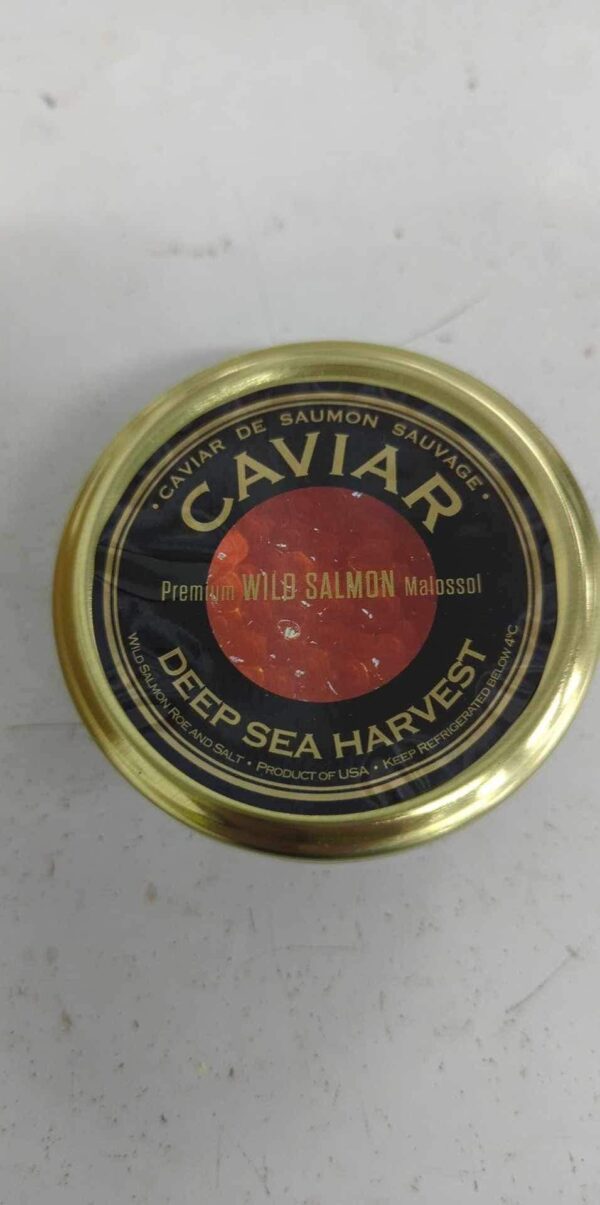 • CAVIAR DE SAUMON SAUVAGE •
CAVIAR
Premium WILD SALMON Malossol
DEEP SEA HARVEST
WILD SALMON ROE AND SALT • PRODUCT OF USA • KEEP REFRIGERATED BELOW 4°C